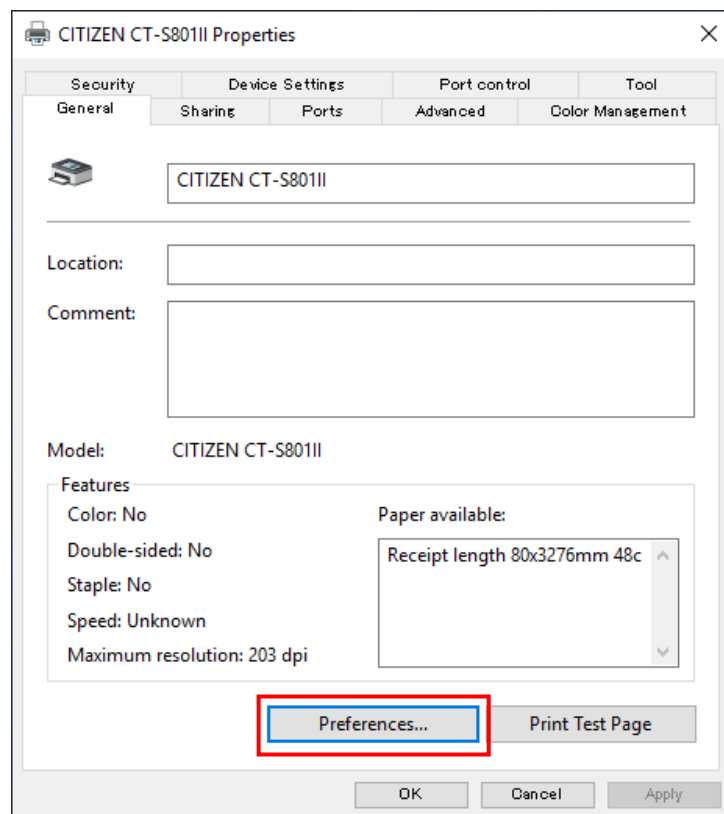 CITIZEN CT-S801II Properties
Security Device Settings Port control Tool
General Sharing Ports Advanced Color Management
CITIZEN CT-S801II
Location:
Comment:
Model: CITIZEN CT-S801II
Features
Color: No Paper available:
Double-sided: No Receipt length 80x3276mm 48c
Staple: No
Speed: Unknown
Maximum resolution: 203 dpi
Preferences... Print Test Page
OK Cancel Apply